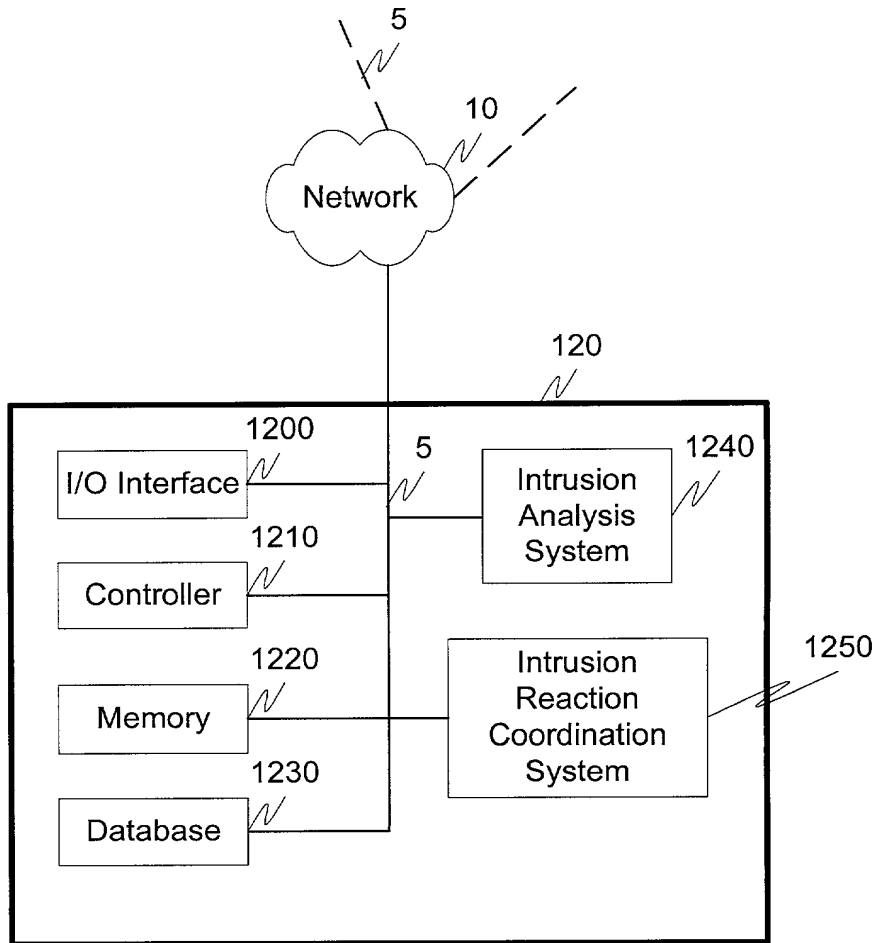 5
10
Network
120
1200
I/O Interface
5
1240
Intrusion
Analysis
System
1210
Controller
1220
Memory
Intrusion
Reaction
Coordination
System
1250
1230
Database